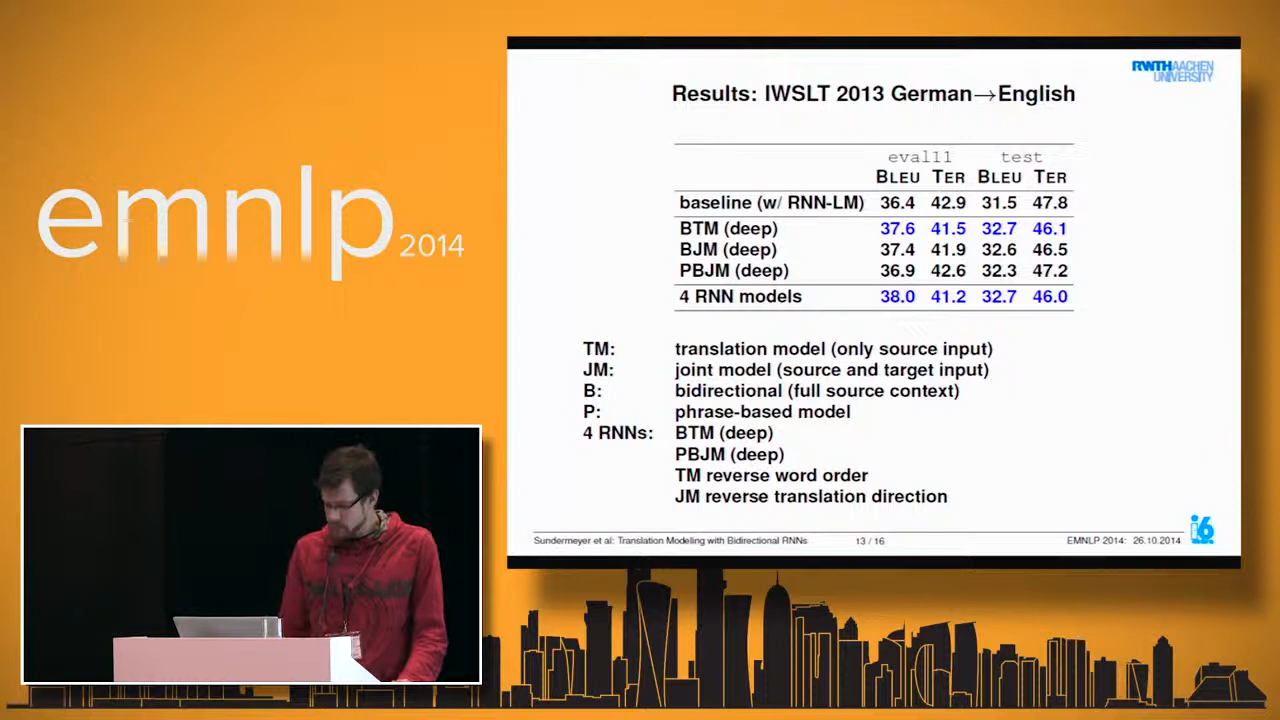 emnlp 2014
RWTH AACHEN
UNIVERSITY
Results: IWSLT 2013 German→English
eval11 test
BLEU TER BLEU TER
baseline (w/ RNN-LM) 36.4 42.9 31.5 47.8
BTM (deep) 37.6 41.5 32.7 46.1
BJM (deep) 37.4 41.9 32.6 46.5
PBJM (deep) 36.9 42.6 32.3 47.2
4 RNN models 38.0 41.2 32.7 46.0
TM: translation model (only source input)
JM: joint model (source and target input)
B: bidirectional (full source context)
P: phrase-based model
4 RNNs: BTM (deep)
PBJM (deep)
TM reverse word order
JM reverse translation direction
Sundermeyer et al: Translation Modeling with Bidirectional RNNs 13 / 16 EMNLP 2014: 26.10.2014
i6